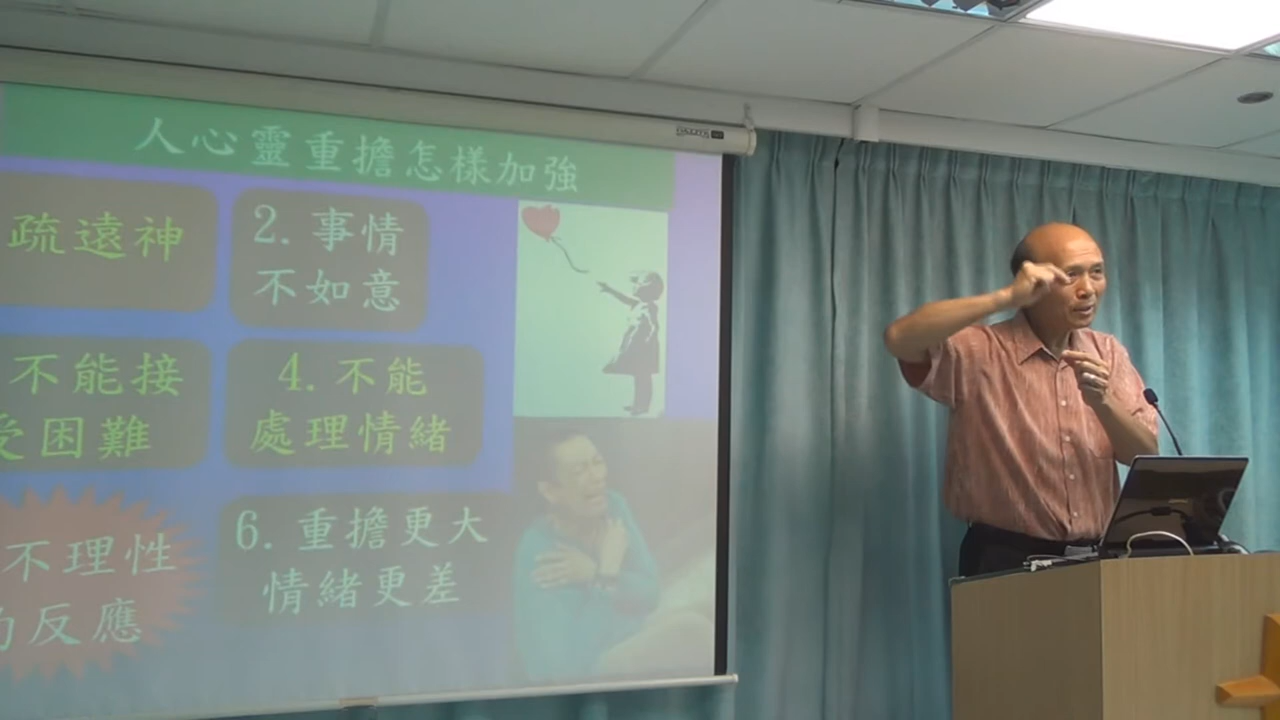 人心靈重擔怎樣加強
疏遠神
2. 事情
不如意
不能接
受困難
4. 不能
處理情緒
不理性
的反應
6. 重擔更大
情緒更差